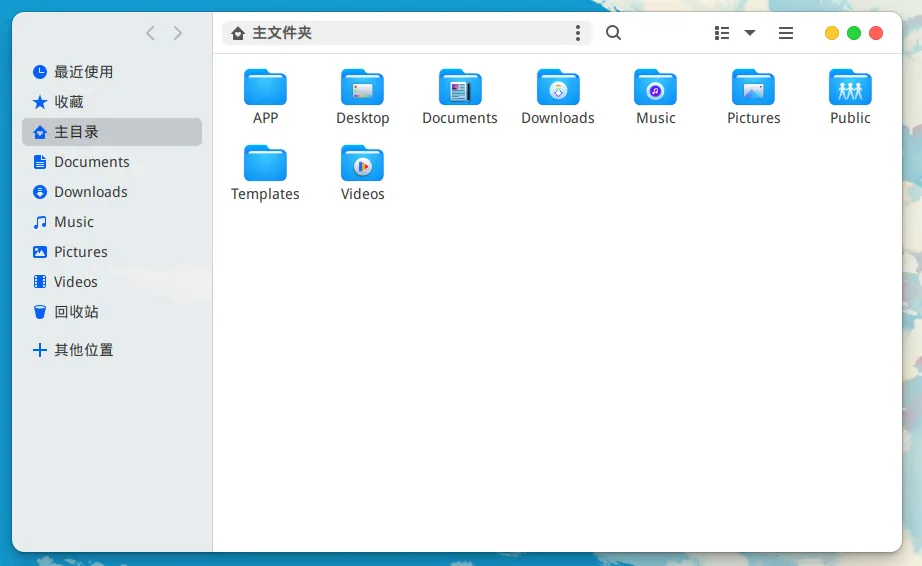 主文件夹
最近使用
收藏
主目录
Documents
Downloads
Music
Pictures
Videos
回收站
其他位置
APP
Desktop
Documents
Downloads
Music
Pictures
Public
Templates
Videos